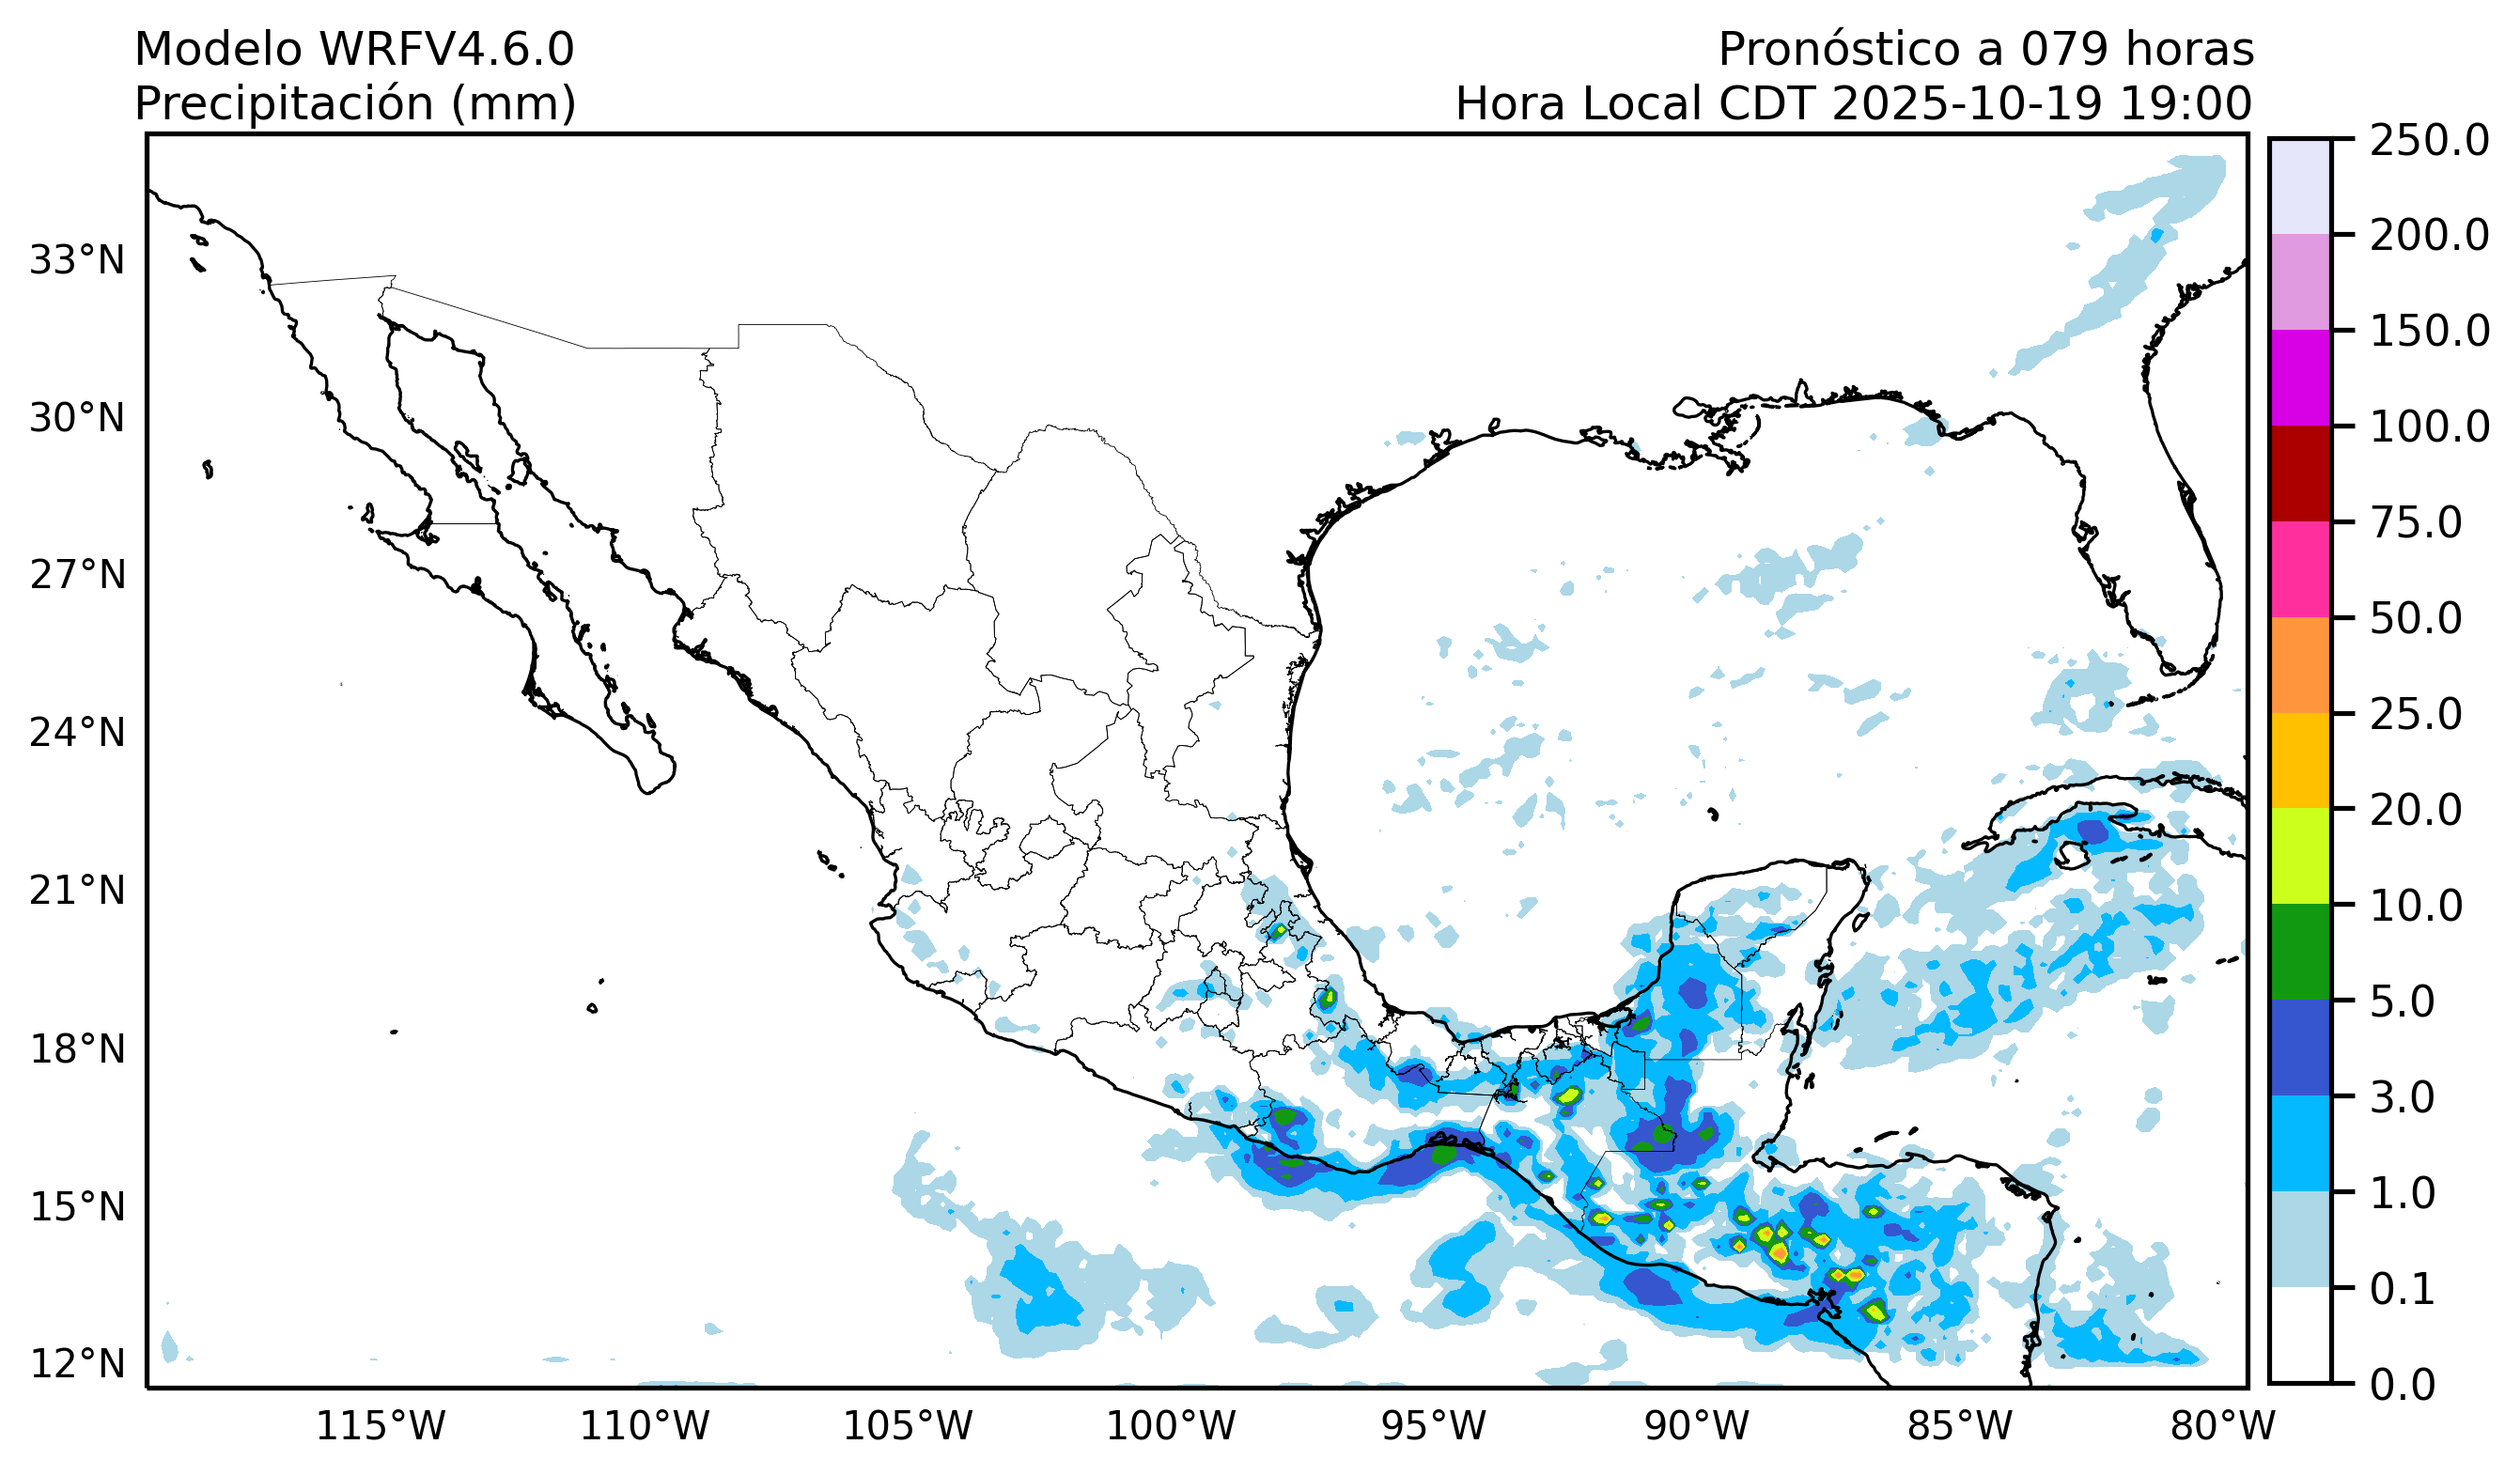 Modelo WRFV4.6.0
Precipitación (mm)
Pronóstico a 079 horas
Hora Local CDT 2025-10-19 19:00
33°N
30°N
27°N
24°N
21°N
18°N
15°N
12°N
115°W
110°W
105°W
100°W
95°W
90°W
85°W
80°W
250.0
200.0
150.0
100.0
75.0
50.0
25.0
20.0
10.0
5.0
3.0
1.0
0.1
0.0